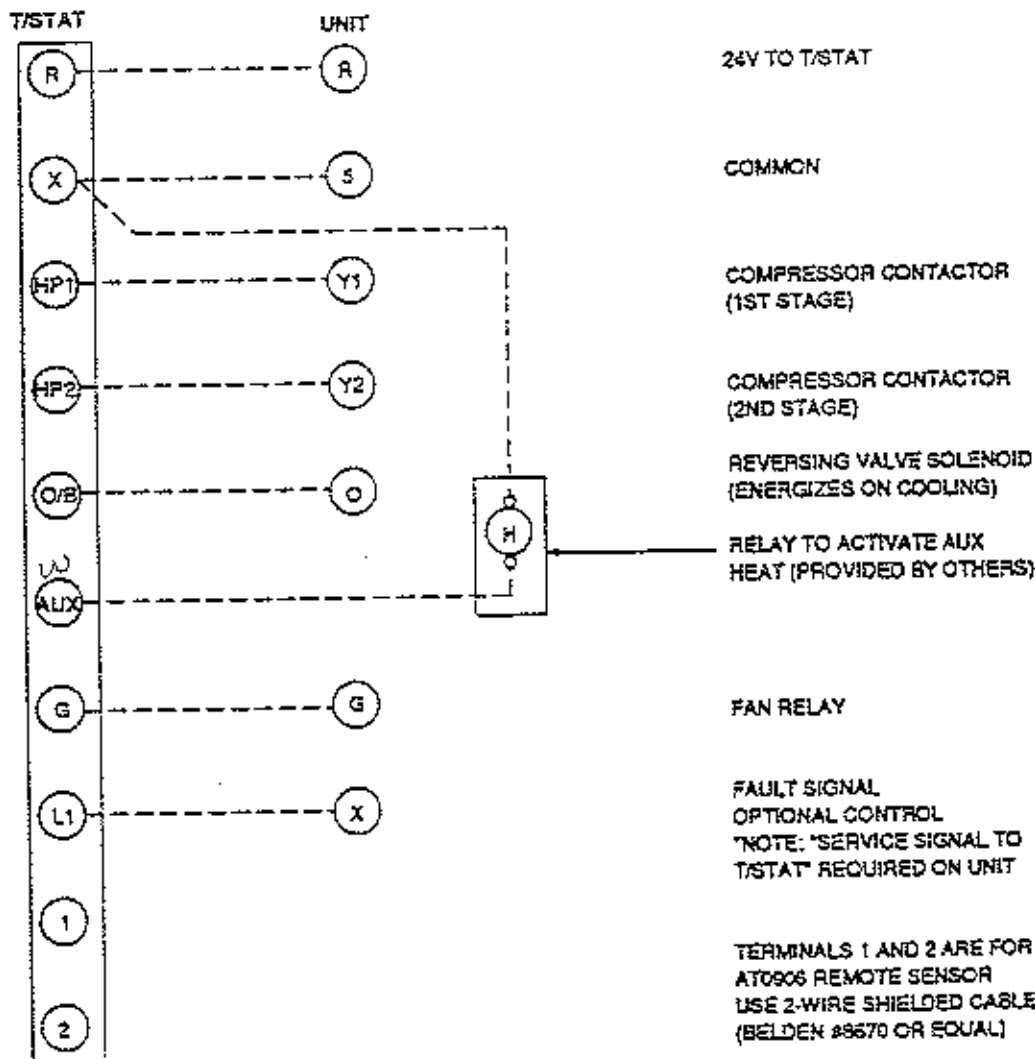 T/STAT UNIT
R R 24V TO T/STAT
X S COMMON
HP1 Y1 COMPRESSOR CONTACTOR
(1ST STAGE)
HP2 Y2 COMPRESSOR CONTACTOR
(2ND STAGE)
O/B O REVERSING VALVE SOLENOID
(ENERGIZES ON COOLING)
H RELAY TO ACTIVATE AUX
HEAT (PROVIDED BY OTHERS)
AUX
G G FAN RELAY
L1 X FAULT SIGNAL
OPTIONAL CONTROL
"NOTE: "SERVICE SIGNAL TO
T/STAT" REQUIRED ON UNIT
1
TERMINALS 1 AND 2 ARE FOR
AT0906 REMOTE SENSOR
USE 2-WIRE SHIELDED CABLE
2 (BELDEN OR EQUAL)